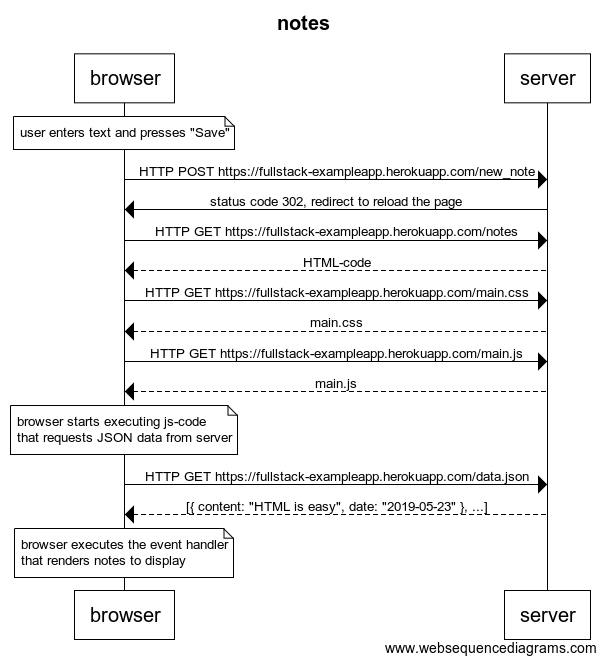 notes
browser
server
user enters text and presses "Save"
HTTP POST https://fullstack-exampleapp.herokuapp.com/new_note
status code 302, redirect to reload the page
HTTP GET https://fullstack-exampleapp.herokuapp.com/notes
HTML-code
HTTP GET https://fullstack-exampleapp.herokuapp.com/main.css
main.css
HTTP GET https://fullstack-exampleapp.herokuapp.com/main.js
main.js
browser starts executing js-code
that requests JSON data from server
HTTP GET https://fullstack-exampleapp.herokuapp.com/data.json
[{ content: "HTML is easy", date: "2019-05-23" }, ...]
browser executes the event handler
that renders notes to display
browser
server
www.websequencediagrams.com